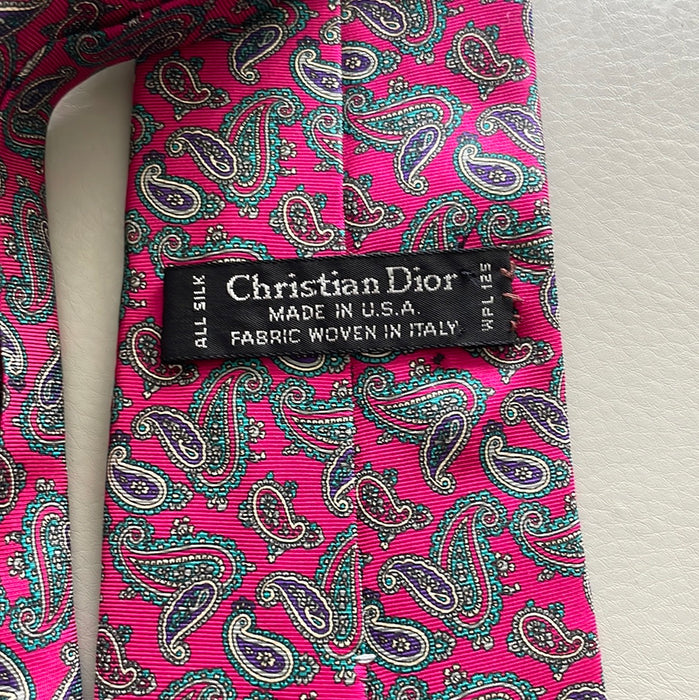 ALL SILK
Christian Dior
MADE IN U.S.A.
FABRIC WOVEN IN ITALY
WPL 125